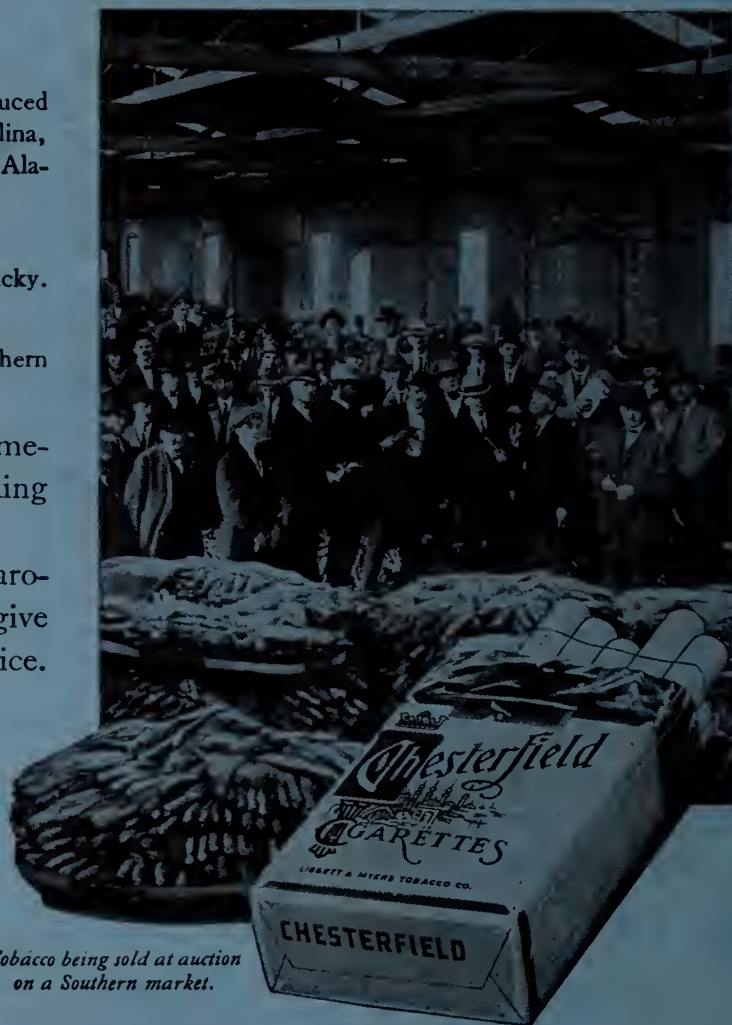 uced
lina,
Ala-
cky.
hern
me-
ing
aro-
give
ice.
Chesterfield
CIGARETTES
LIGGETT & MYERS TOBACCO CO.
CHESTERFIELD
Tobacco being sold at auction
on a Southern market.